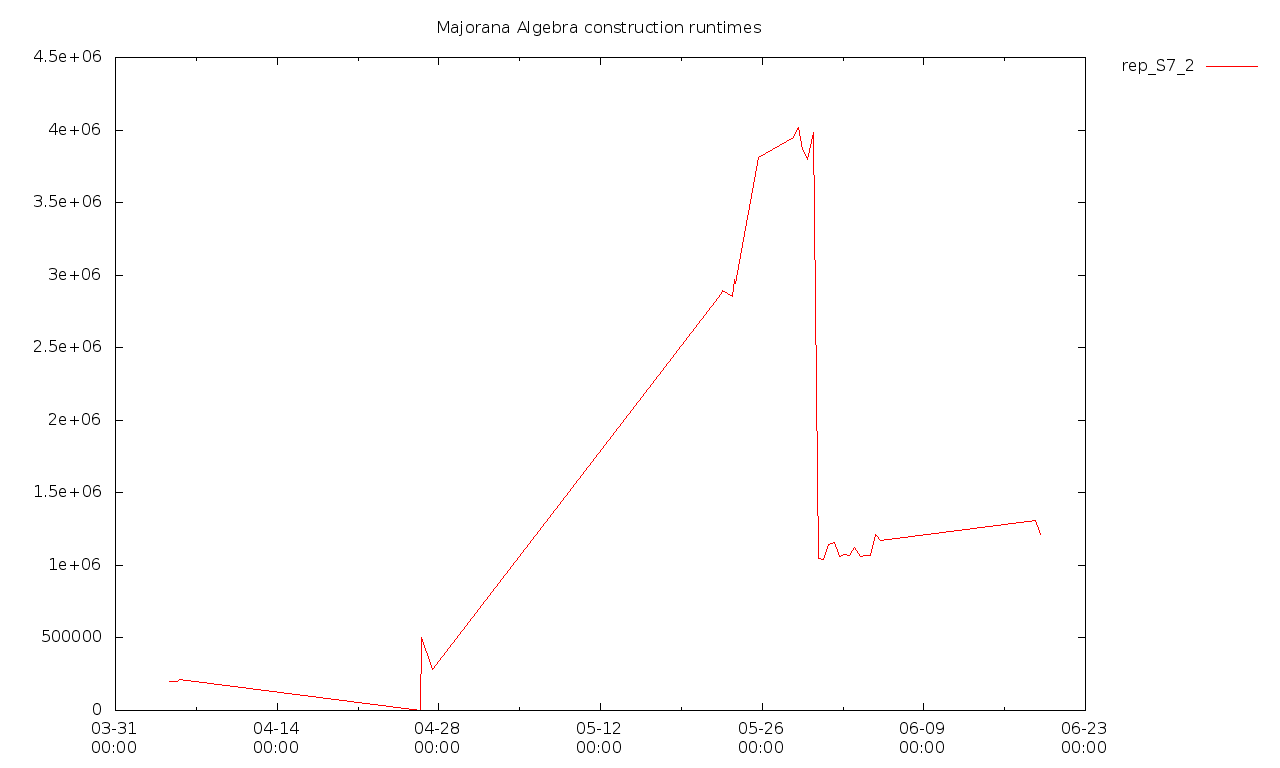 Majorana Algebra construction runtimes
rep_S7_2
4.5e+06
4e+06
3.5e+06
3e+06
2.5e+06
2e+06
1.5e+06
1e+06
500000
0
03-31 04-14 04-28 05-12 05-26 06-09 06-23
00:00 00:00 00:00 00:00 00:00 00:00 00:00